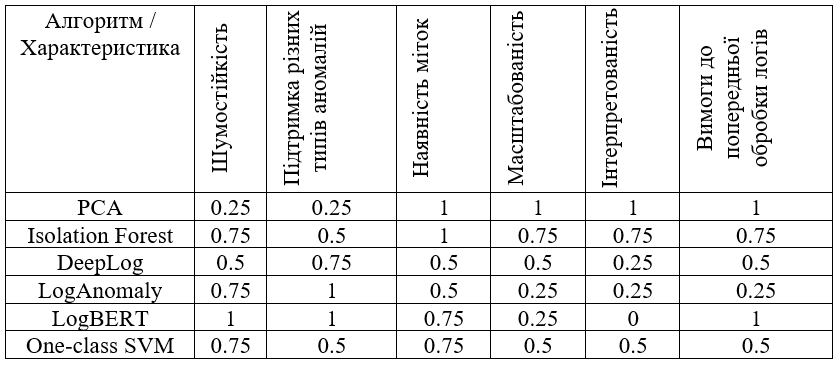 Алгоритм /
Характеристика
Шумостійкість
Підтримка різних
типів аномалій
Наявність міток
Масштабованість
Інтерпретованість
Вимоги до
попередньої
обробки логів
PCA 0.25 0.25 1 1 1 1
Isolation Forest 0.75 0.5 1 0.75 0.75 0.75
DeepLog 0.5 0.75 0.5 0.5 0.25 0.5
LogAnomaly 0.75 1 0.5 0.25 0.25 0.25
LogBERT 1 1 0.75 0.25 0 1
One-class SVM 0.75 0.5 0.75 0.5 0.5 0.5